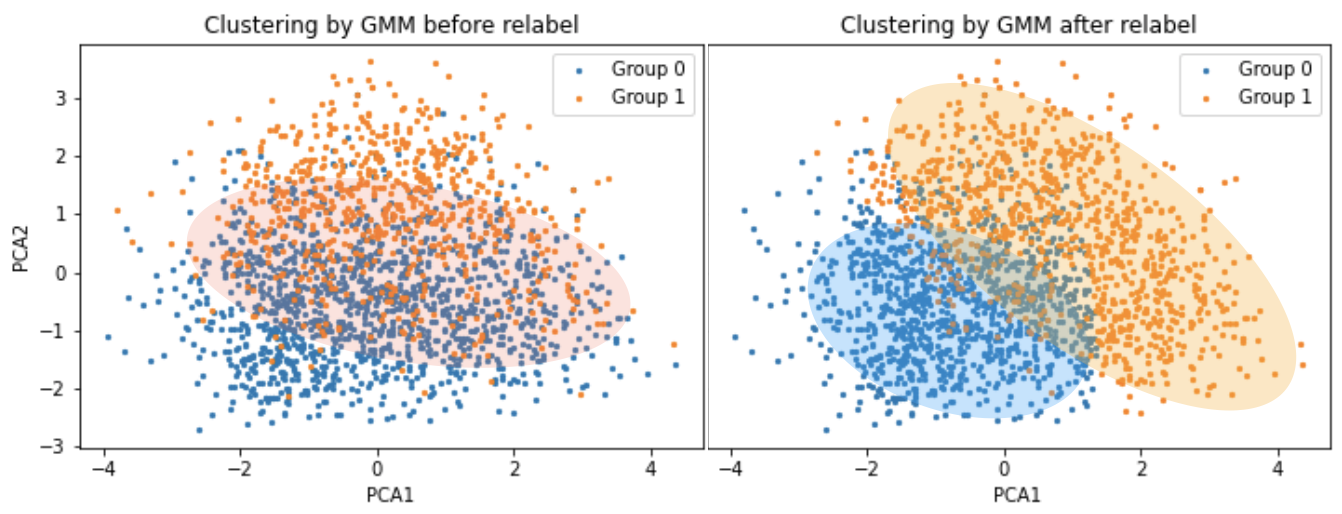 Clustering by GMM before relabel
Group 0
Group 1
3
2
1
0
−1
−2
−3
PCA2
−4
−2
0
2
4
PCA1
Clustering by GMM after relabel
Group 0
Group 1
−4
−2
0
2
4
PCA1